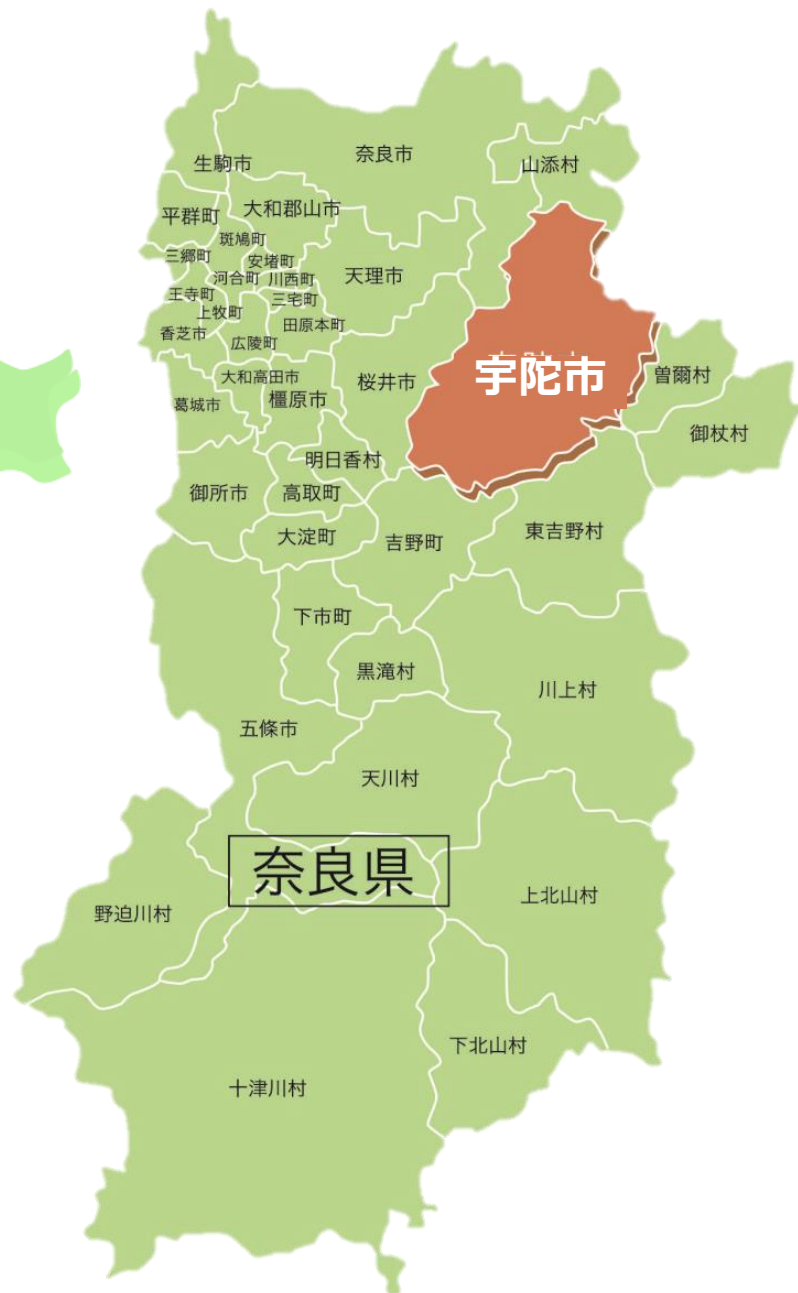 奈良市
山添村
生駒市
平群町
大和郡山市
斑鳩町
三郷町
安堵町
天理市
河合町
川西町
王寺町
三宅町
上牧町
田原本町
香芝市
広陵町
宇陀市
大和高田市
桜井市
曽爾村
橿原市
葛城市
御杖村
明日香村
御所市
高取町
大淀町
吉野町
東吉野村
下市町
黒滝村
川上村
五條市
天川村
奈良県
上北山村
野迫川村
下北山村
十津川村